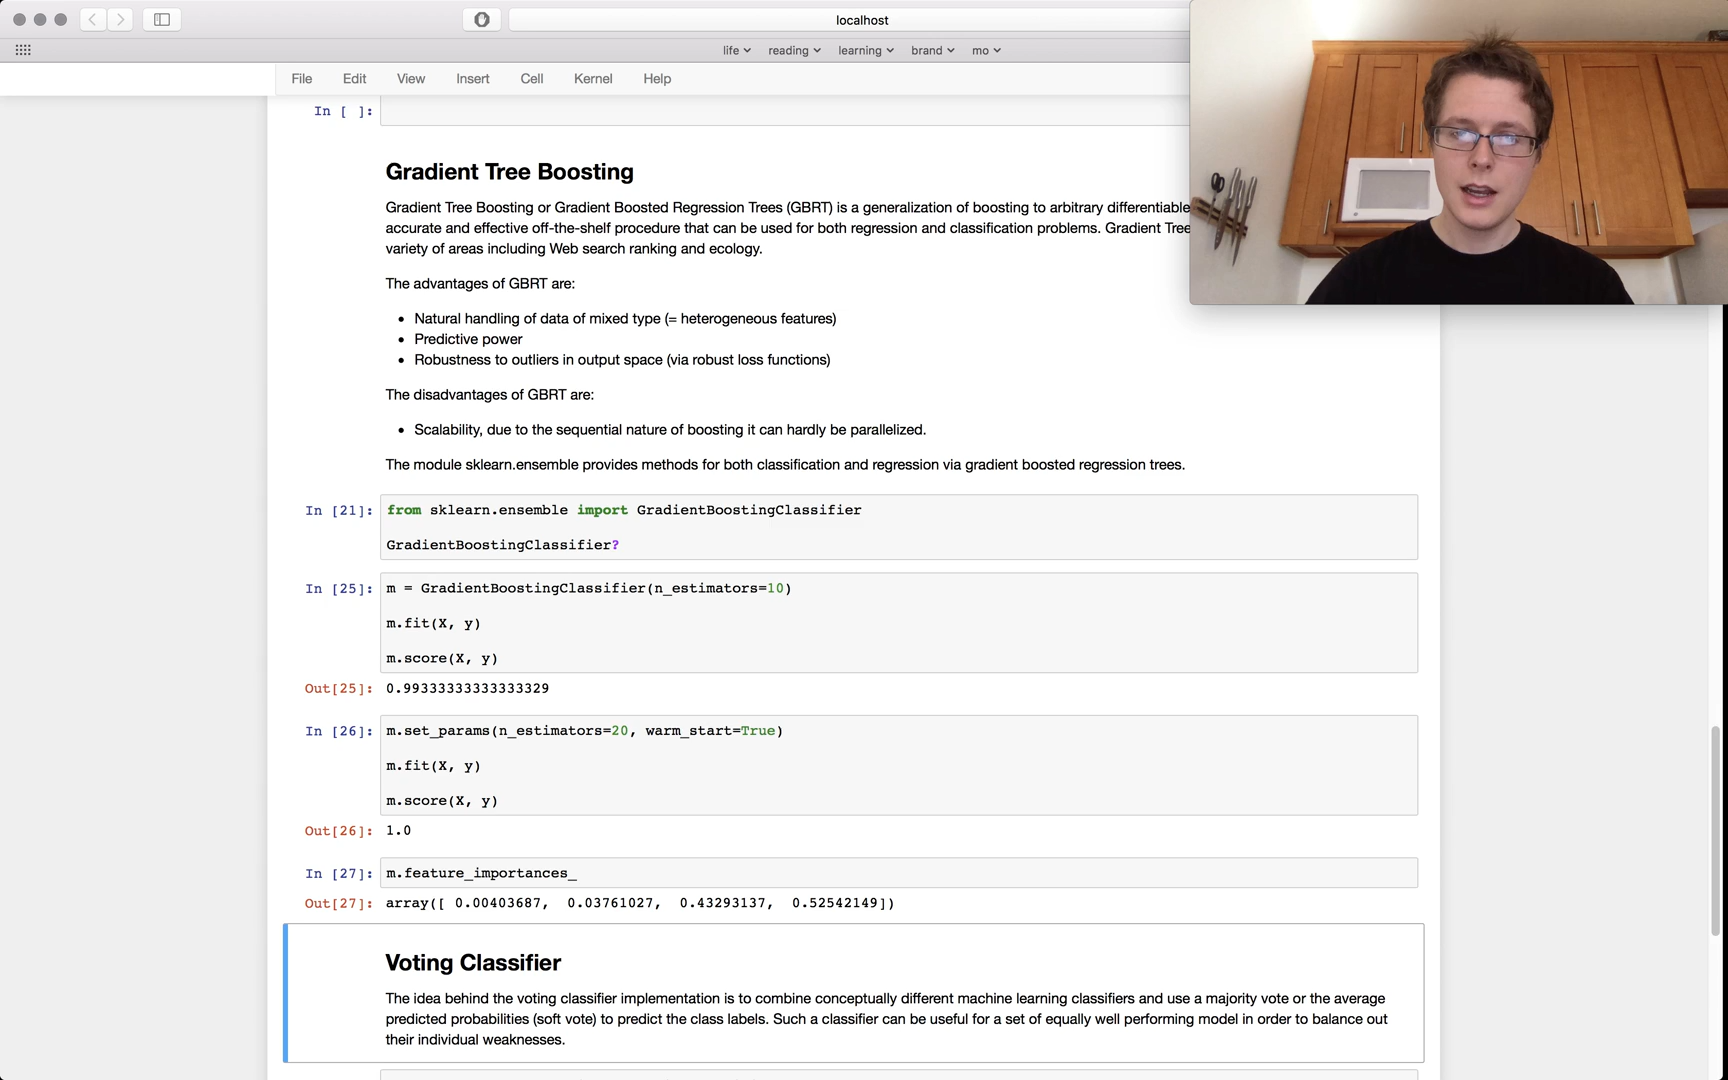 localhost
life reading learning brand mo
File Edit View Insert Cell Kernel Help
In [ ]:
Gradient Tree Boosting
Gradient Tree Boosting or Gradient Boosted Regression Trees (GBRT) is a generalization of boosting to arbitrary differentiable
accurate and effective off-the-shelf procedure that can be used for both regression and classification problems. Gradient Tree
variety of areas including Web search ranking and ecology.
The advantages of GBRT are:
• Natural handling of data of mixed type (= heterogeneous features)
• Predictive power
• Robustness to outliers in output space (via robust loss functions)
The disadvantages of GBRT are:
• Scalability, due to the sequential nature of boosting it can hardly be parallelized.
The module sklearn.ensemble provides methods for both classification and regression via gradient boosted regression trees.
In [21]: from sklearn.ensemble import GradientBoostingClassifier
GradientBoostingClassifier?
In [25]: m = GradientBoostingClassifier(n_estimators=10)
m.fit(X, y)
m.score(X, y)
Out[25]: 0.99333333333333329
In [26]: m.set_params(n_estimators=20, warm_start=True)
m.fit(X, y)
m.score(X, y)
Out[26]: 1.0
In [27]: m.feature_importances_
Out[27]: array([ 0.00403687, 0.03761027, 0.43293137, 0.52542149])
Voting Classifier
The idea behind the voting classifier implementation is to combine conceptually different machine learning classifiers and use a majority vote or the average
predicted probabilities (soft vote) to predict the class labels. Such a classifier can be useful for a set of equally well performing model in order to balance out
their individual weaknesses.